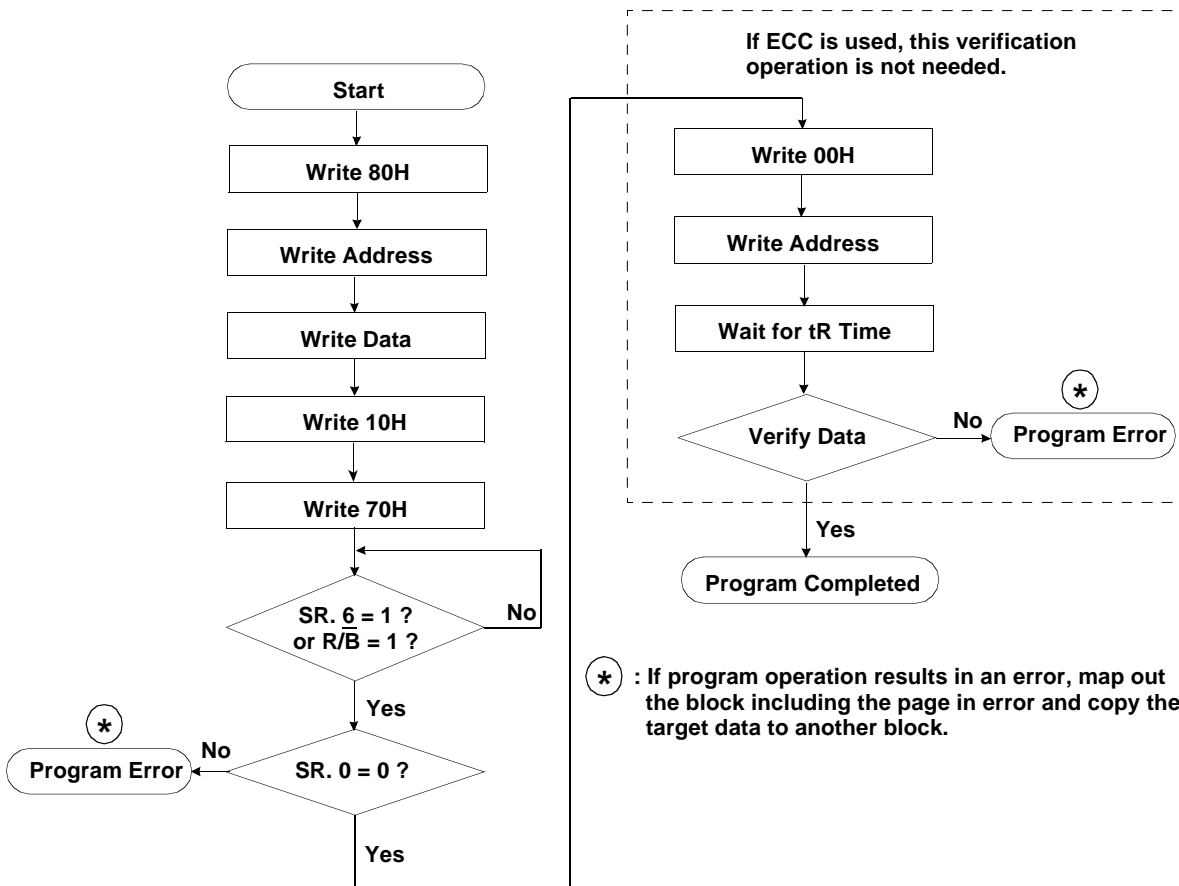 Start
Write 80H
Write Address
Write Data
Write 10H
Write 70H
SR. 6 = 1 ?
or R/B̅ = 1 ?
No
Yes
SR. 0 = 0 ?
No
*
Program Error
Yes
If ECC is used, this verification
operation is not needed.
Write 00H
Write Address
Wait for tR Time
Verify Data
No
*
Program Error
Yes
Program Completed
* : If program operation results in an error, map out
the block including the page in error and copy the
target data to another block.